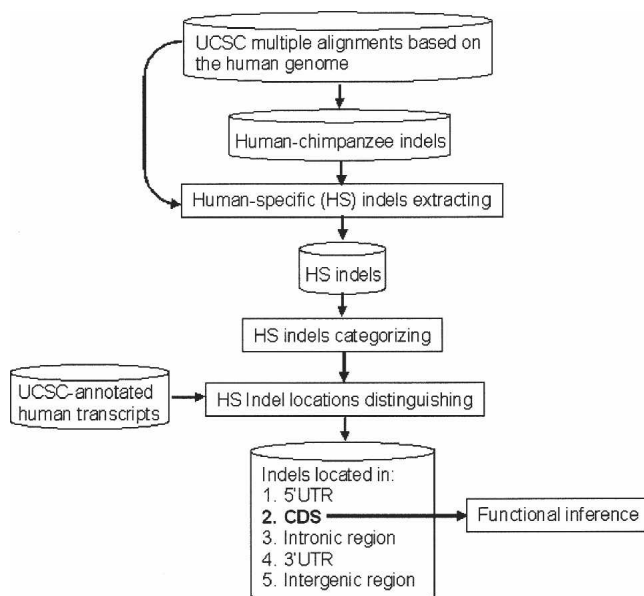 UCSC multiple alignments based on
the human genome
Human-chimpanzee indels
Human-specific (HS) indels extracting
HS indels
HS indels categorizing
UCSC-annotated
human transcripts
HS Indel locations distinguishing
Indels located in:
1. 5'UTR
2. CDS
3. Intronic region
4. 3'UTR
5. Intergenic region
Functional inference